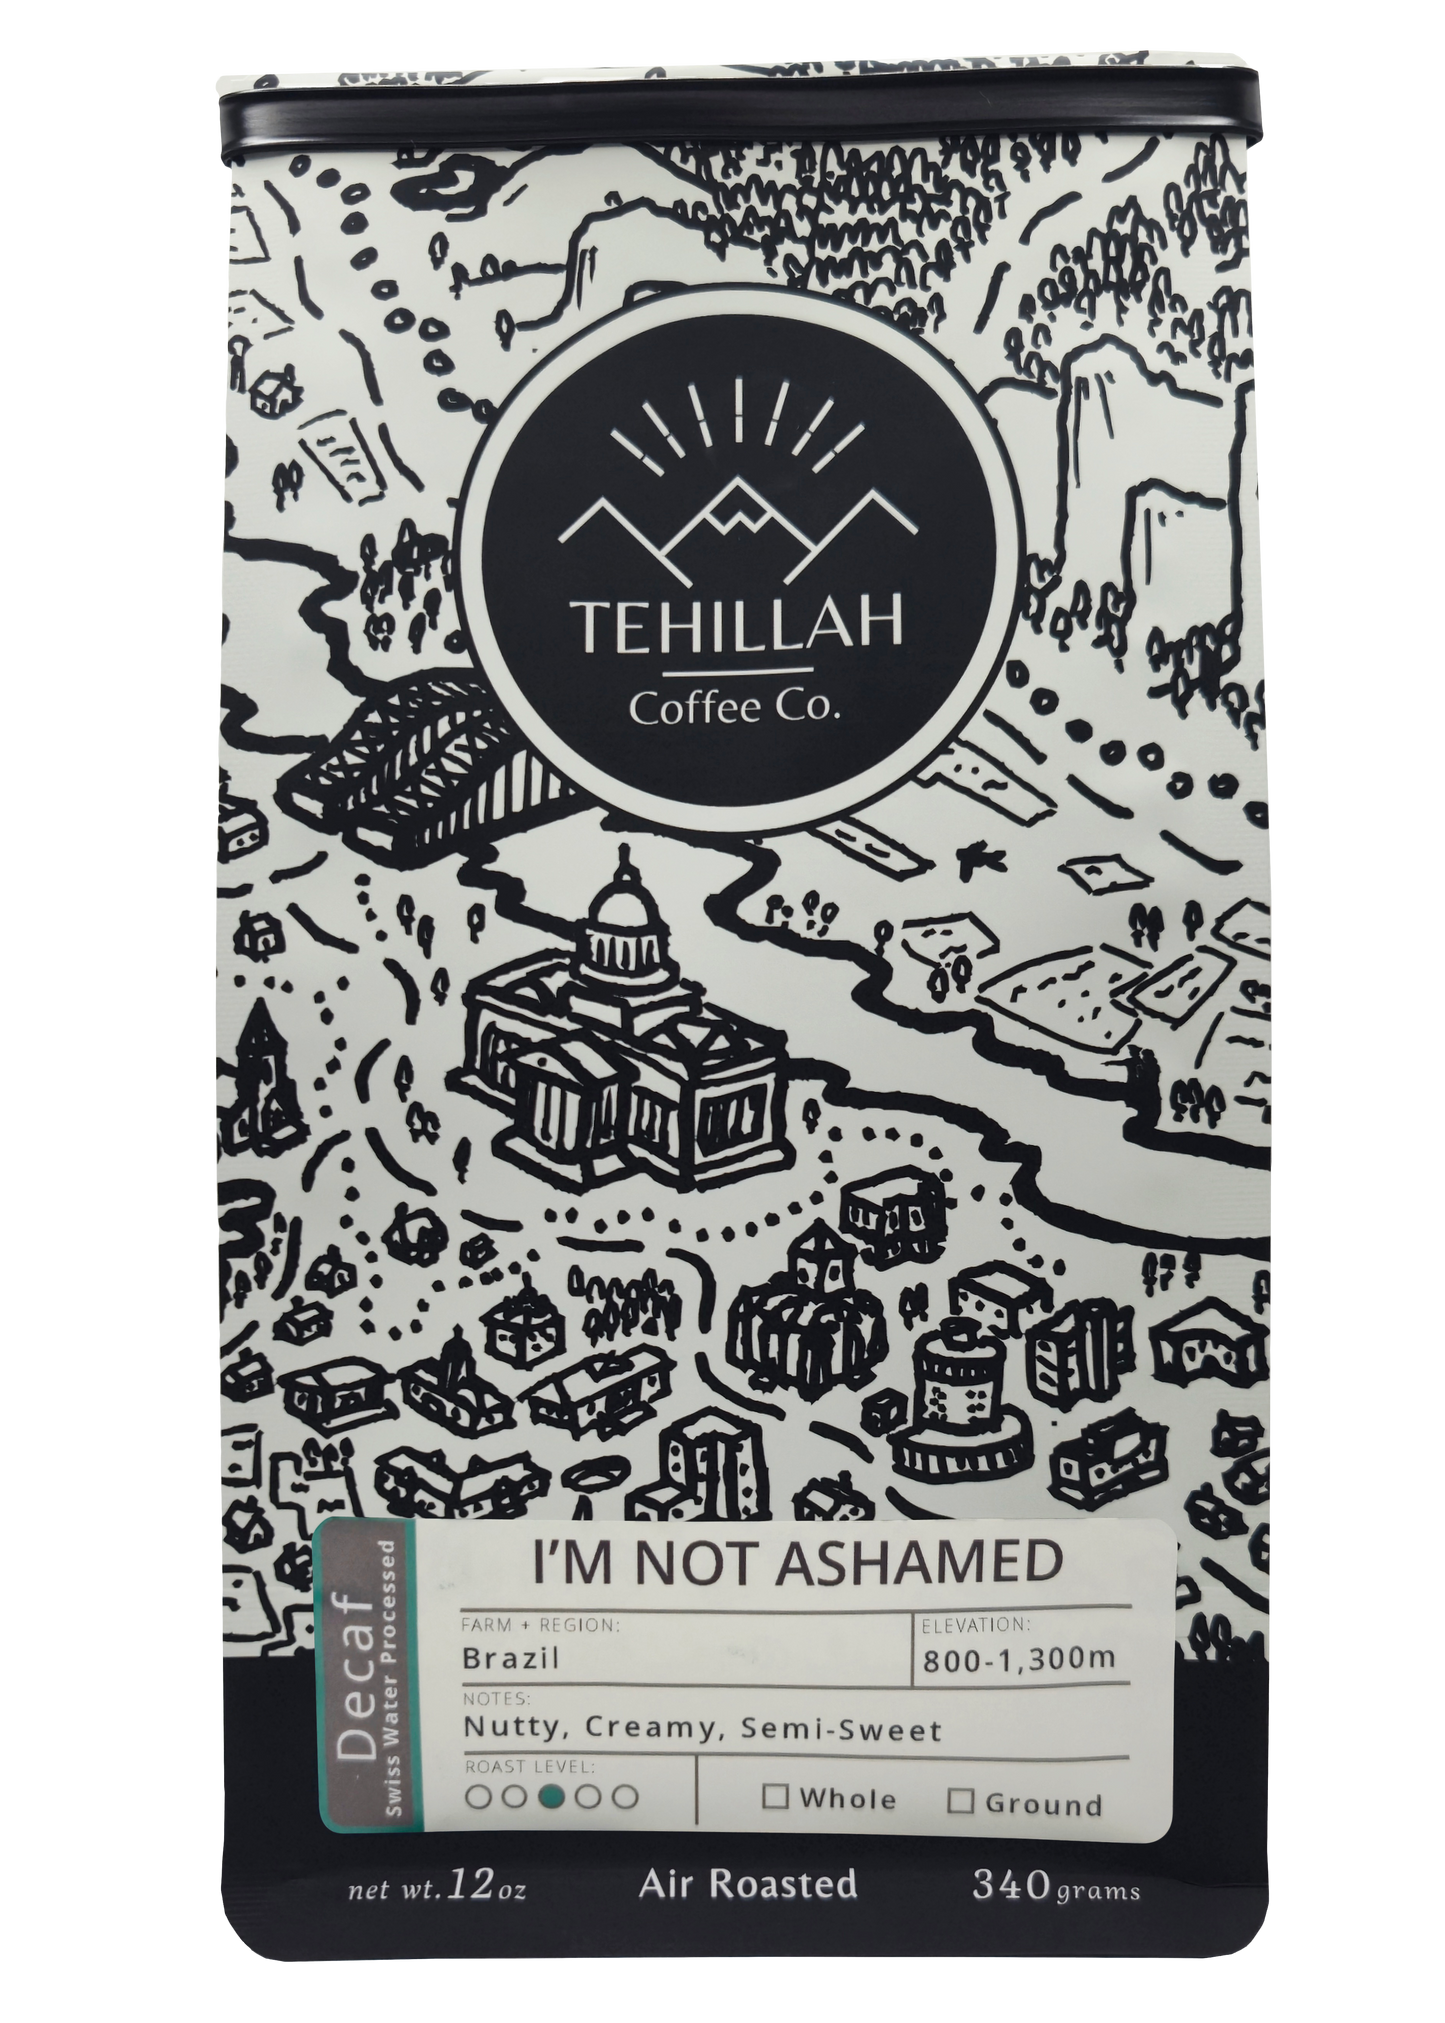 TEHILLAH
Coffee Co.
Decaf
Swiss Water Processed
I'M NOT ASHAMED
FARM + REGION:
Brazil
ELEVATION:
800-1,300m
NOTES:
Nutty, Creamy, Semi-Sweet
ROAST LEVEL:
Whole
Ground
net wt. 12 oz
Air Roasted
340 grams